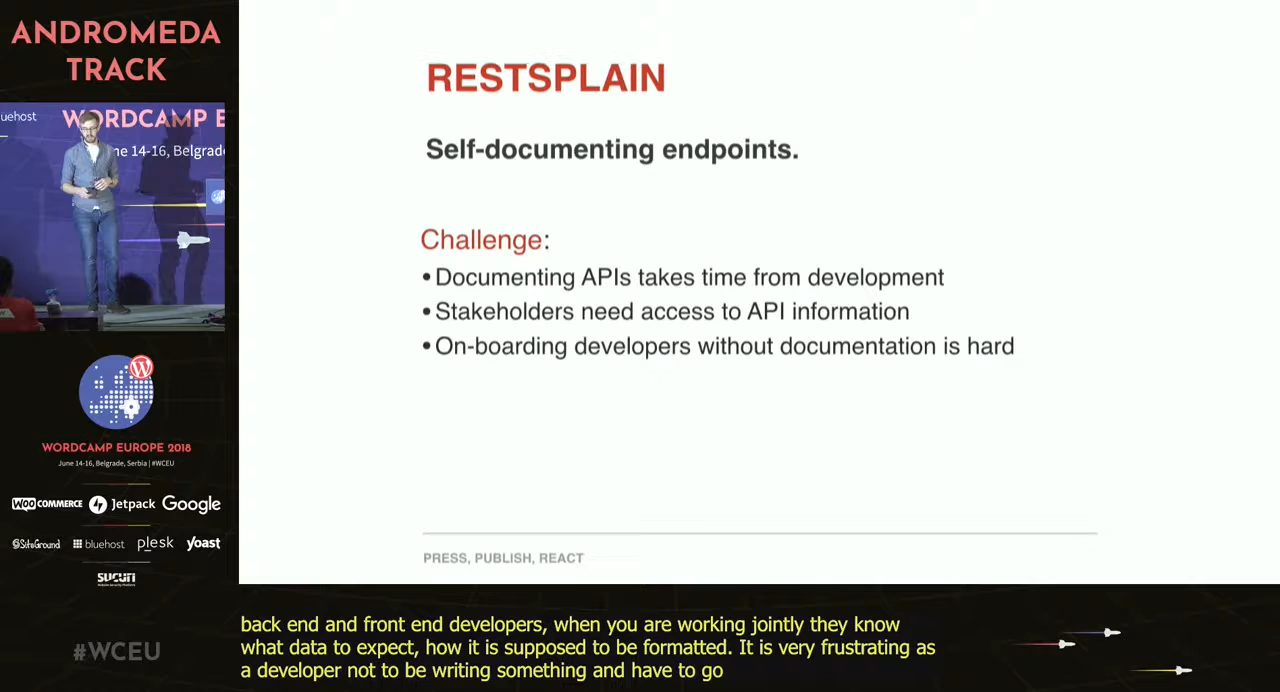 ANDROMEDA
TRACK
uehost
WORDCAMP E
ne 14-16, Belgrade
WORDCAMP EUROPE 2018
June 14-16, Belgrade, Serbia | #WCEU
WOO COMMERCE Jetpack Google
SiteGround bluehost plesk yoast
SUCURI
#WCEU
RESTSPLAIN
Self-documenting endpoints.
Challenge:
• Documenting APIs takes time from development
• Stakeholders need access to API information
• On-boarding developers without documentation is hard
PRESS, PUBLISH, REACT
back end and front end developers, when you are working jointly they know
what data to expect, how it is supposed to be formatted. It is very frustrating as
a developer not to be writing something and have to go